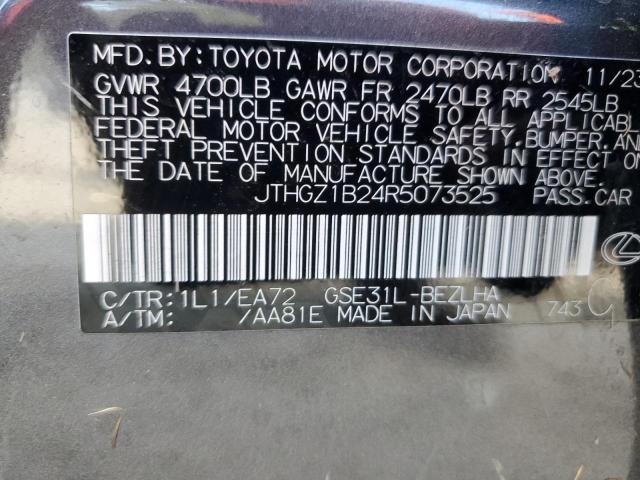 MFD. BY: TOYOTA MOTOR CORPORATION 11/23
GVWR 4700LB GAWR FR 2470LB RR 2545LB
THIS VEHICLE CONFORMS TO ALL APPLICABL
FEDERAL MOTOR VEHICLE SAFETY, BUMPER, AND
THEFT PREVENTION STANDARDS IN EFFECT ON
THE DATE OF MANUFACTURE SHOWN ABOVE.
JTHGZ1B24R5073525 PASS. CAR
C/TR: 1L1/EA72 GSE31L-BEZLHA
A/TM: /AA81E MADE IN JAPAN 743